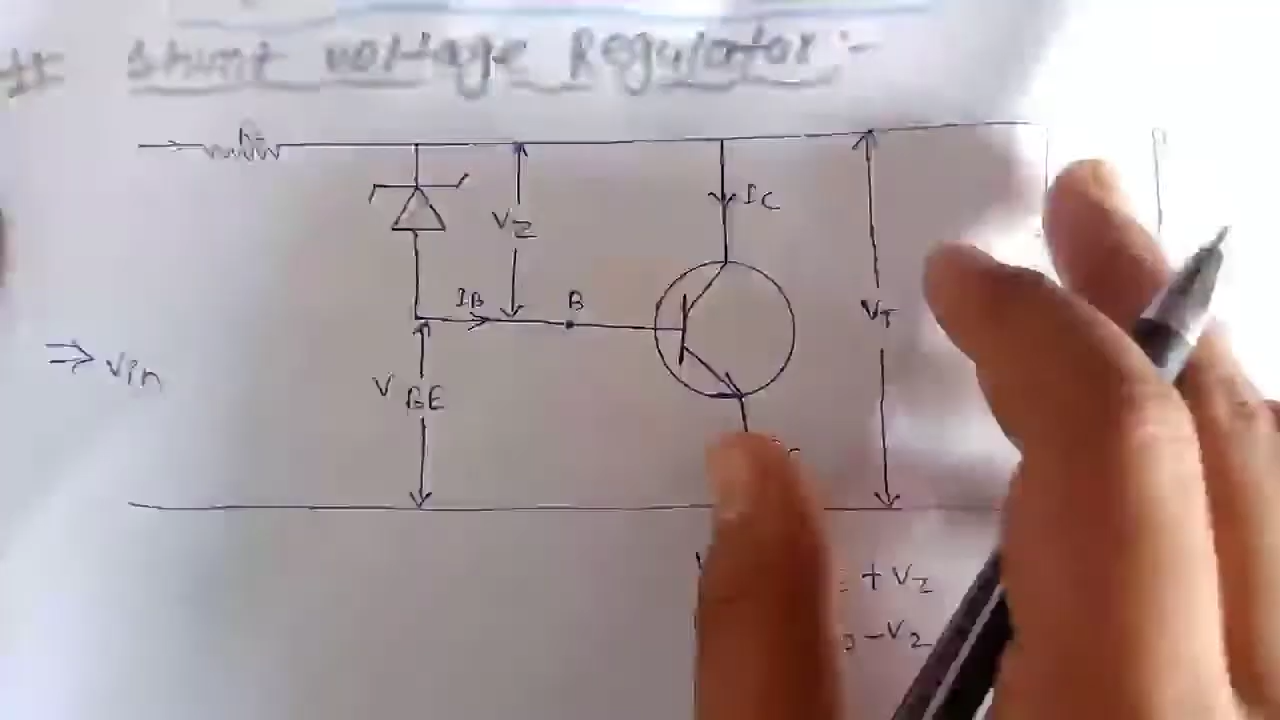 Shunt voltage Regulator :-
IC
VZ
IB
B
VT
⇒ Vin
VBE
+ VZ
- VZ